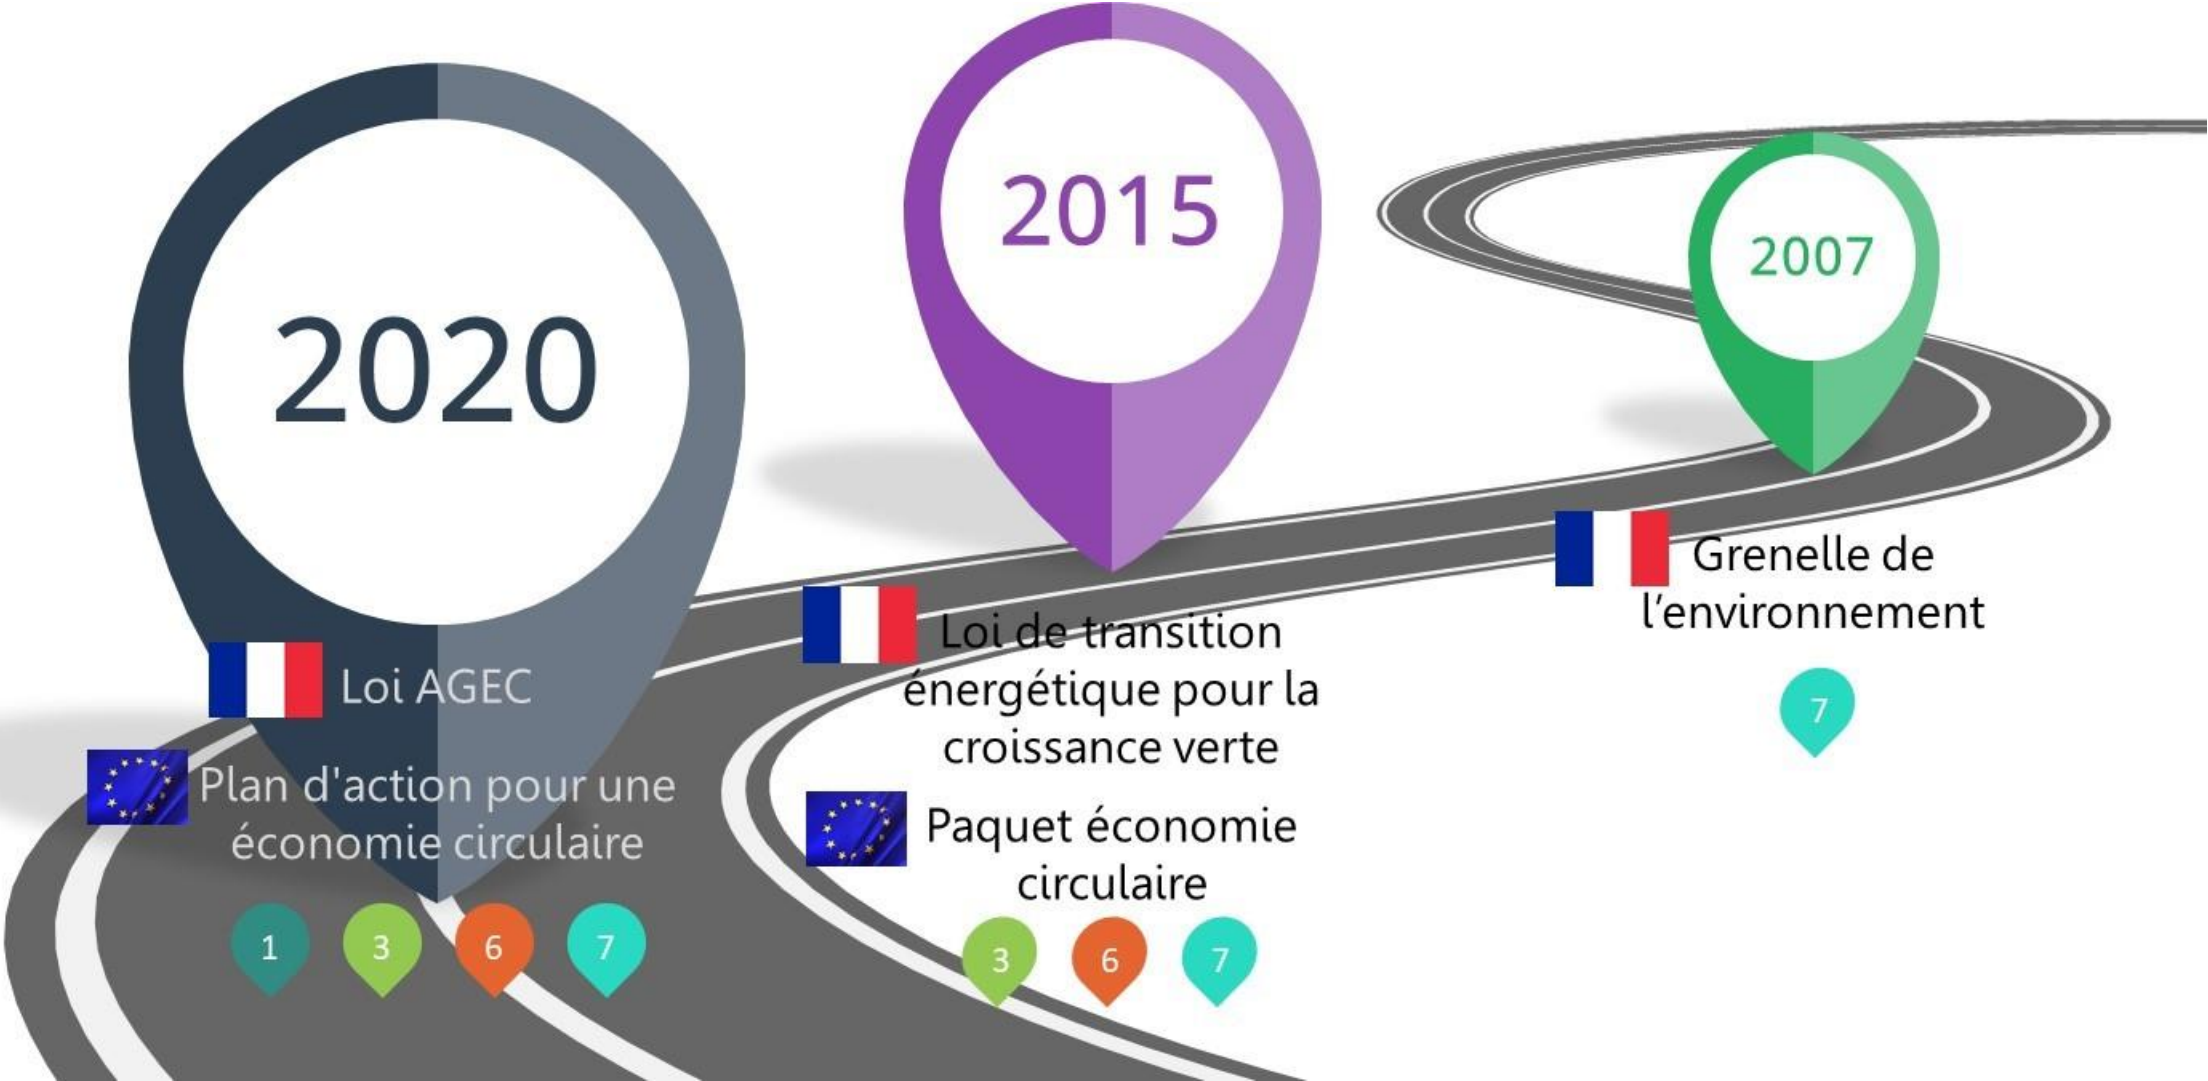 2020
Loi AGEC
Plan d'action pour une
économie circulaire
1 3 6 7
2015
Loi de transition
énergétique pour la
croissance verte
Paquet économie
circulaire
3 6 7
2007
Grenelle de
l’environnement
7